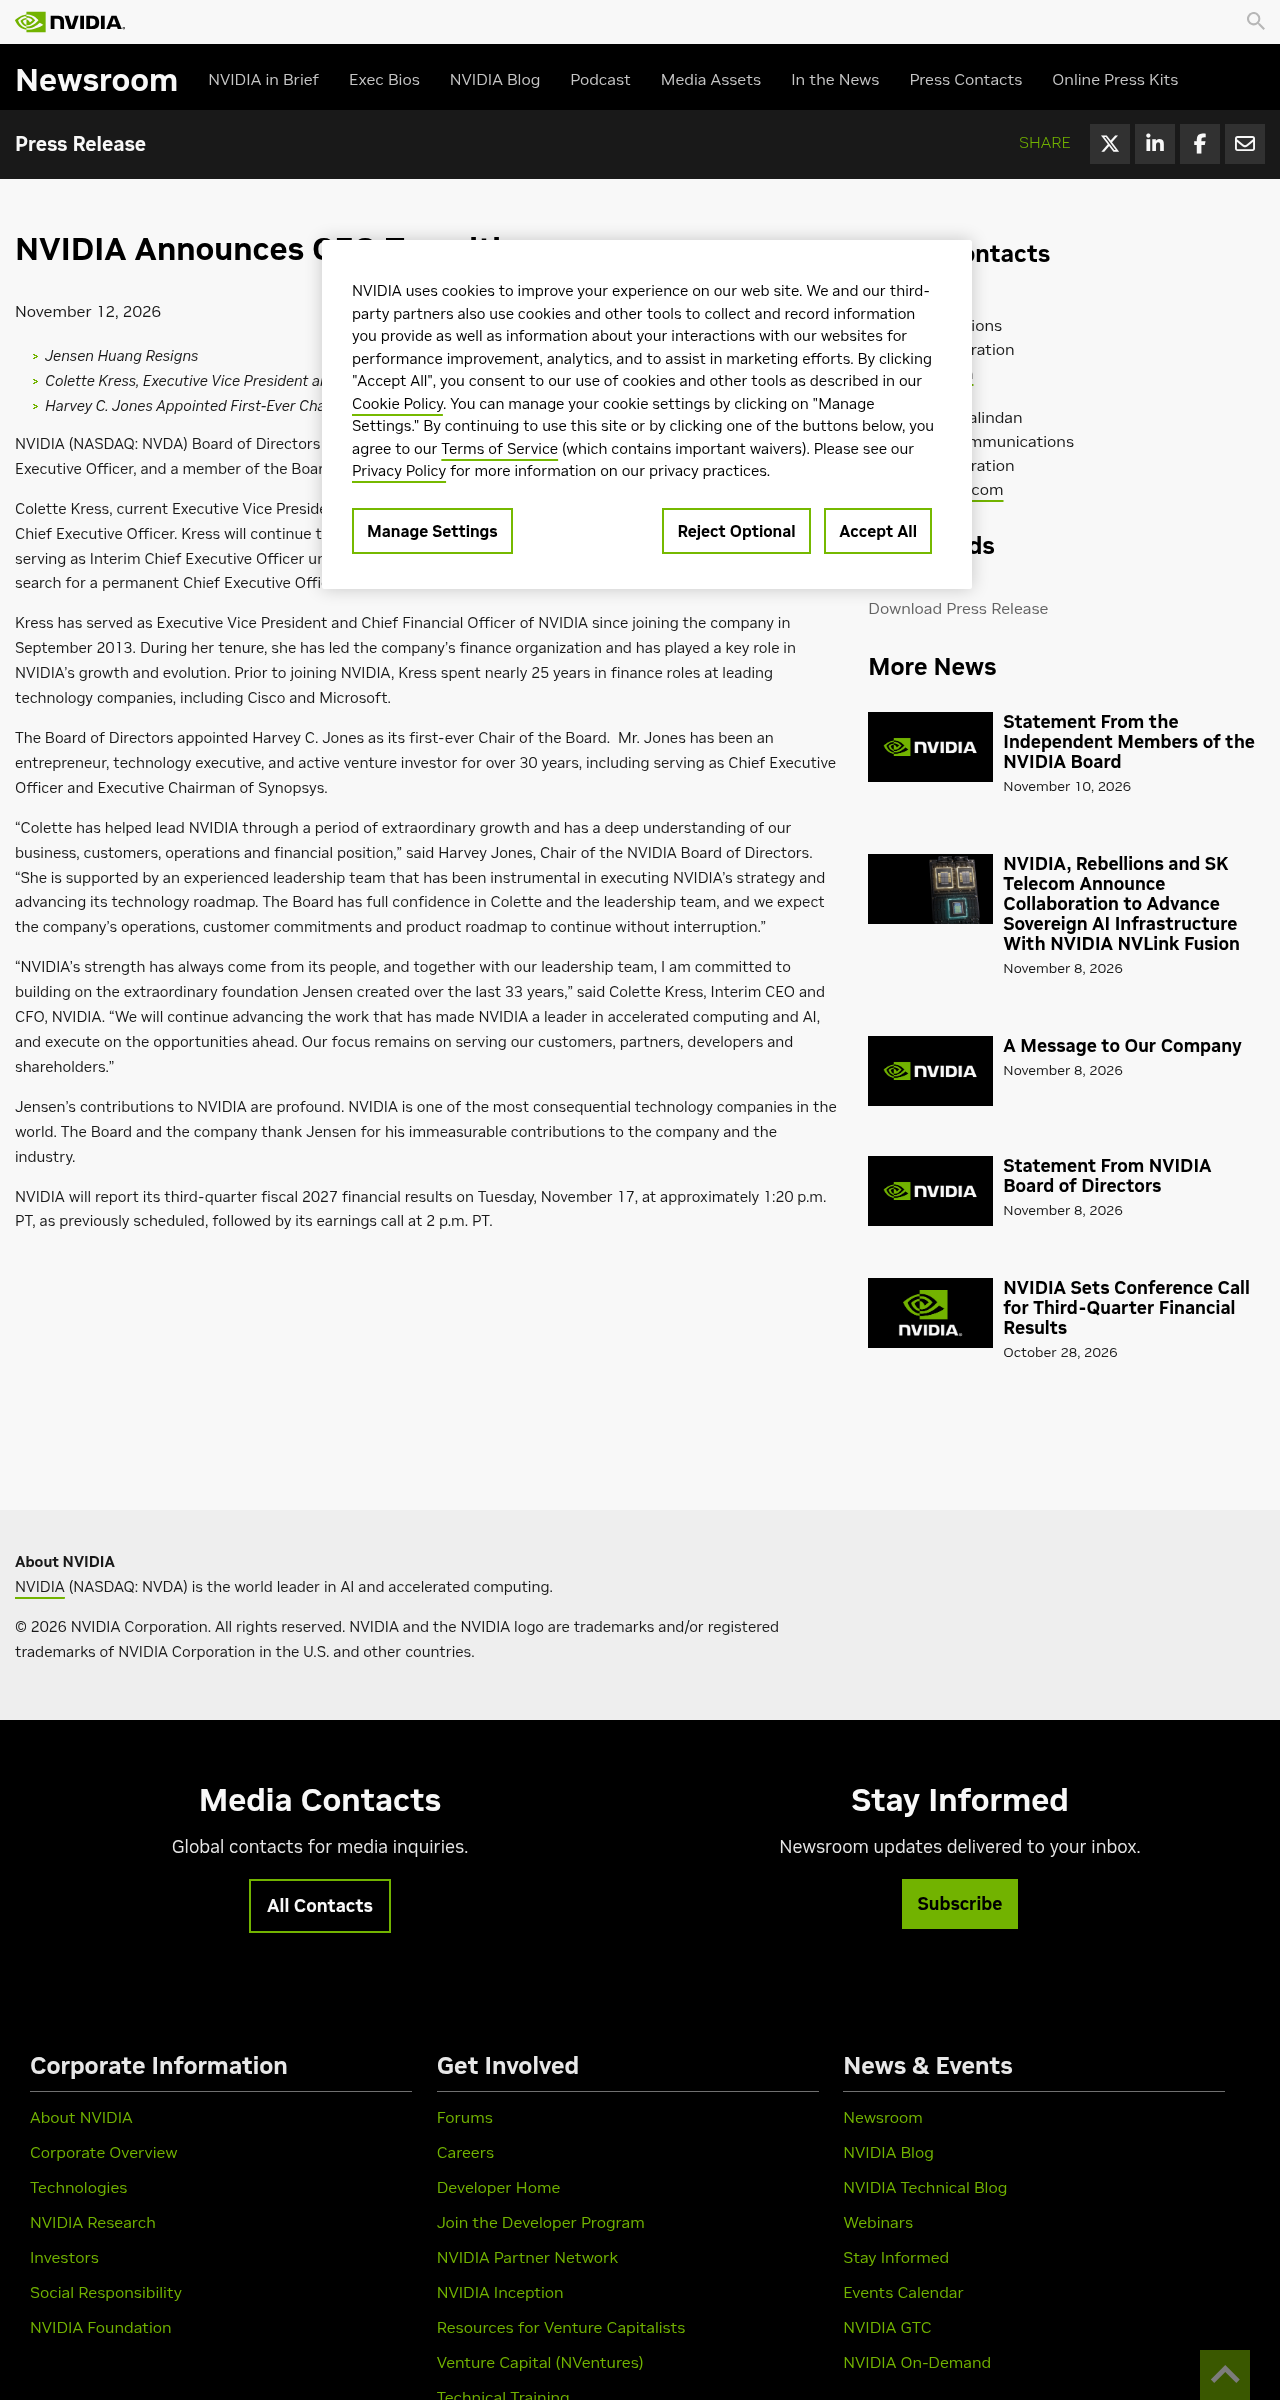 NVIDIA.
Newsroom
NVIDIA in Brief
Exec Bios
NVIDIA Blog
Podcast
Media Assets
In the News
Press Contacts
Online Press Kits
Press Release
SHARE
NVIDIA Announces
November 12, 2026
> Jensen Huang Resigns
> Colette Kress, Executive Vice President
> Harvey C. Jones Appointed First-Ever
NVIDIA (NASDAQ: NVDA) Board of Directors
Executive Officer, and a member of the
Colette Kress, current Executive Vice
Chief Executive Officer. Kress will continue
serving as Interim Chief Executive Officer
search for a permanent Chief Executive
Kress has served as Executive Vice President and Chief Financial Officer of NVIDIA since joining the company in
September 2013. During her tenure, she has led the company’s finance organization and has played a key role in
NVIDIA’s growth and evolution. Prior to joining NVIDIA, Kress spent nearly 25 years in finance roles at leading
technology companies, including Cisco and Microsoft.
The Board of Directors appointed Harvey C. Jones as its first-ever Chair of the Board.  Mr. Jones has been an
entrepreneur, technology executive, and active venture investor for over 30 years, including serving as Chief Executive
Officer and Executive Chairman of Synopsys.
“Colette has helped lead NVIDIA through a period of extraordinary growth and has a deep understanding of our
business, customers, operations and financial position,” said Harvey Jones, Chair of the NVIDIA Board of Directors.
“She is supported by an experienced leadership team that has been instrumental in executing NVIDIA’s strategy and
advancing its technology roadmap. The Board has full confidence in Colette and the leadership team, and we expect
the company’s operations, customer commitments and product roadmap to continue without interruption.”
“NVIDIA’s strength has always come from its people, and together with our leadership team, I am committed to
building on the extraordinary foundation Jensen created over the last 33 years,” said Colette Kress, Interim CEO and
CFO, NVIDIA. “We will continue advancing the work that has made NVIDIA a leader in accelerated computing and AI,
and execute on the opportunities ahead. Our focus remains on serving our customers, partners, developers and
shareholders.”
Jensen’s contributions to NVIDIA are profound. NVIDIA is one of the most consequential technology companies in the
world. The Board and the company thank Jensen for his immeasurable contributions to the company and the
industry.
NVIDIA will report its third-quarter fiscal 2027 financial results on Tuesday, November 17, at approximately 1:20 p.m.
PT, as previously scheduled, followed by its earnings call at 2 p.m. PT.
NVIDIA uses cookies to improve your experience on our web site. We and our third-
party partners also use cookies and other tools to collect and record information
you provide as well as information about your interactions with our websites for
performance improvement, analytics, and to assist in marketing efforts. By clicking
"Accept All", you consent to our use of cookies and other tools as described in our
Cookie Policy. You can manage your cookie settings by clicking on "Manage
Settings." By continuing to use this site or by clicking one of the buttons below, you
agree to our Terms of Service (which contains important waivers). Please see our
Privacy Policy for more information on our privacy practices.
Manage Settings
Reject Optional
Accept All
ontacts
ions
ration
alindan
mmunications
ration
.com
ds
Download Press Release
More News
NVIDIA
Statement From the
Independent Members of the
NVIDIA Board
November 10, 2026
NVIDIA, Rebellions and SK
Telecom Announce
Collaboration to Advance
Sovereign AI Infrastructure
With NVIDIA NVLink Fusion
November 8, 2026
NVIDIA
A Message to Our Company
November 8, 2026
NVIDIA
Statement From NVIDIA
Board of Directors
November 8, 2026
NVIDIA.
NVIDIA Sets Conference Call
for Third-Quarter Financial
Results
October 28, 2026
About NVIDIA
NVIDIA (NASDAQ: NVDA) is the world leader in AI and accelerated computing.
© 2026 NVIDIA Corporation. All rights reserved. NVIDIA and the NVIDIA logo are trademarks and/or registered
trademarks of NVIDIA Corporation in the U.S. and other countries.
Media Contacts
Global contacts for media inquiries.
All Contacts
Stay Informed
Newsroom updates delivered to your inbox.
Subscribe
Corporate Information
About NVIDIA
Corporate Overview
Technologies
NVIDIA Research
Investors
Social Responsibility
NVIDIA Foundation
Get Involved
Forums
Careers
Developer Home
Join the Developer Program
NVIDIA Partner Network
NVIDIA Inception
Resources for Venture Capitalists
Venture Capital (NVentures)
Technical Training
News & Events
Newsroom
NVIDIA Blog
NVIDIA Technical Blog
Webinars
Stay Informed
Events Calendar
NVIDIA GTC
NVIDIA On-Demand